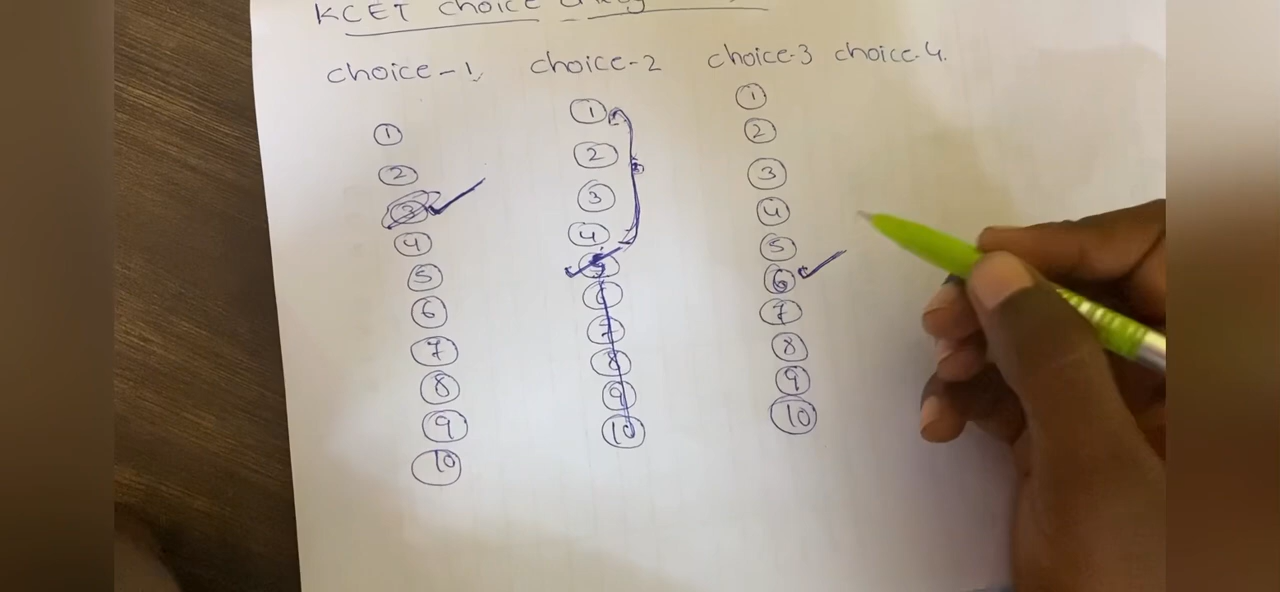 KCET choice
choice-1 choice-2 choice-3 choice-4.
① ① ①
② ② ②
③ ③ ③
④ ④ ④
⑤ ⑤ ⑤
⑥ ⑥ ⑥
⑦ ⑦ ⑦
⑧ ⑧ ⑧
⑨ ⑨ ⑨
⑩ ⑩ ⑩